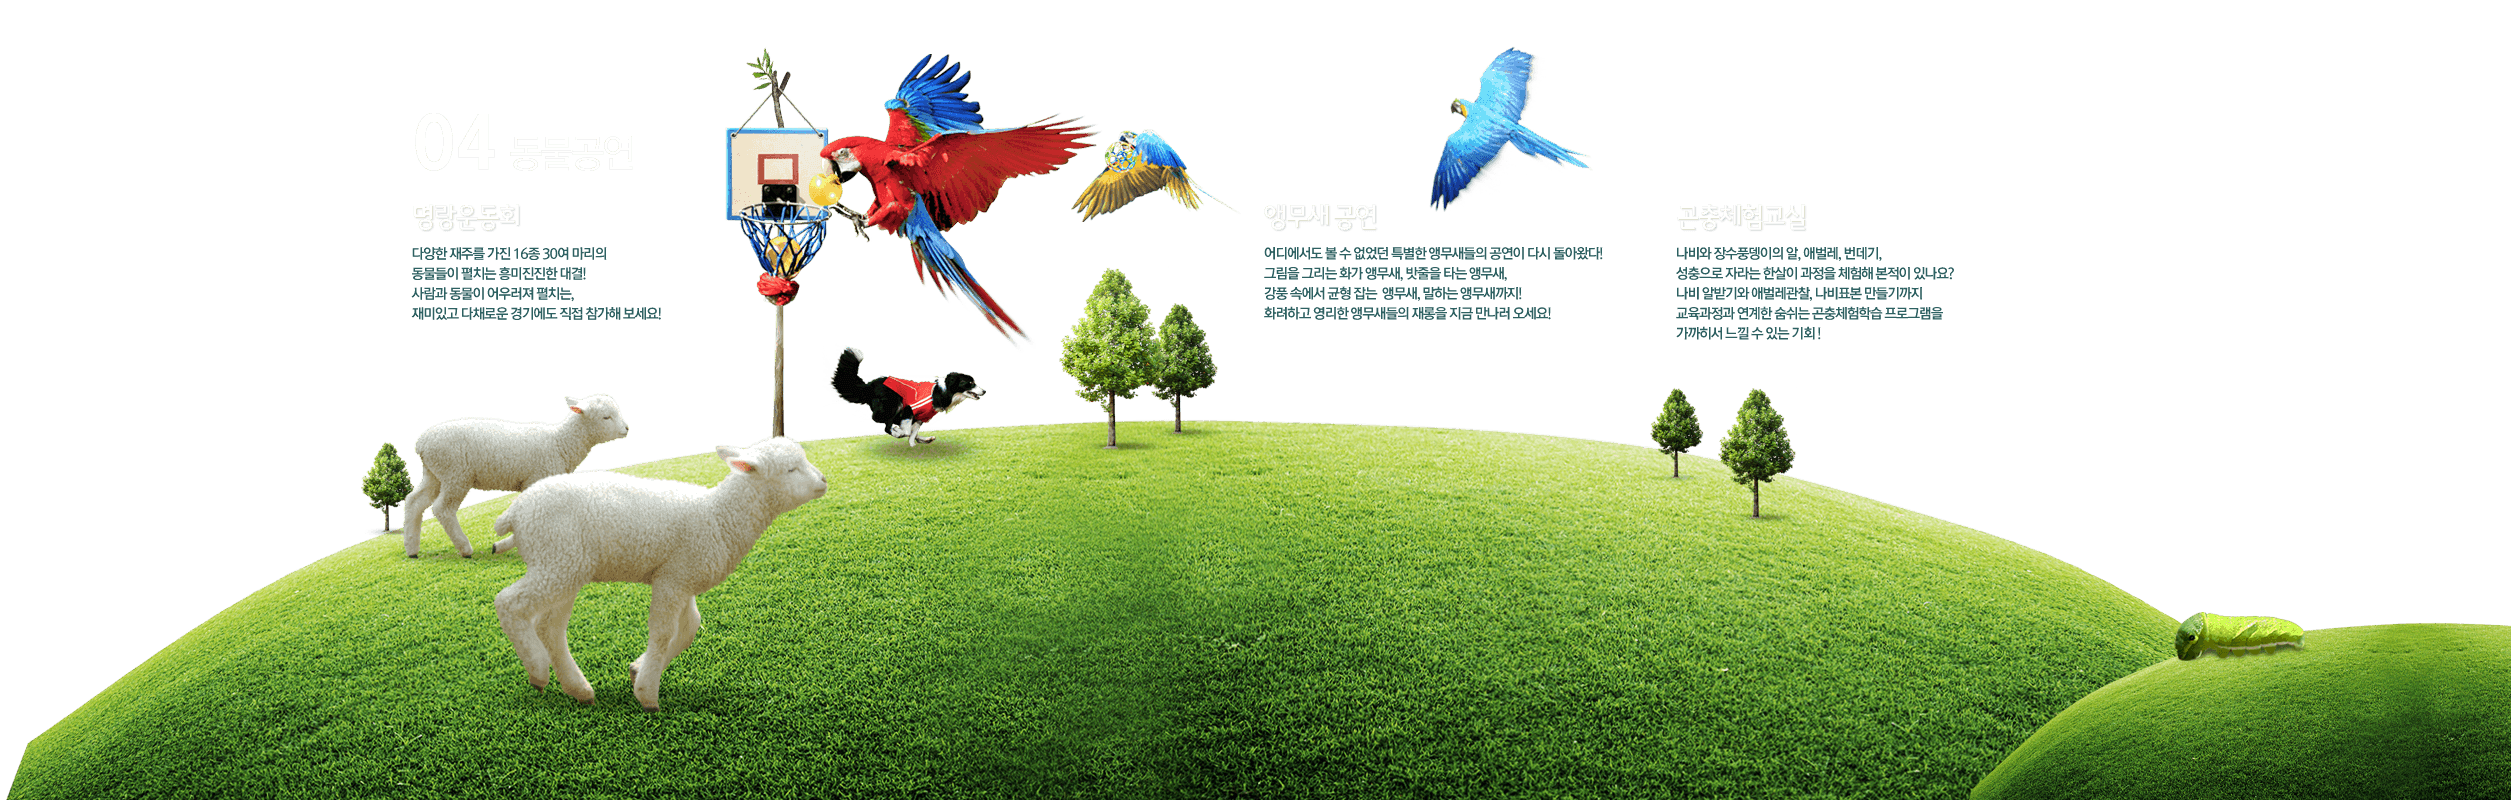 04 동물공연
명랑운동회
다양한 재주를 가진 16종 30여 마리의
동물들이 펼치는 흥미진진한 대결!
사람과 동물이 어우러져 펼치는,
재미있고 다채로운 경기에도 직접 참가해 보세요!
앵무새 공연
어디에서도 볼 수 없었던 특별한 앵무새들의 공연이 다시 돌아왔다!
그림을 그리는 화가 앵무새, 밧줄을 타는 앵무새,
강풍 속에서 균형 잡는 앵무새, 말하는 앵무새까지!
화려하고 영리한 앵무새들의 재롱을 지금 만나러 오세요!
곤충체험교실
나비와 장수풍뎅이의 알, 애벌레, 번데기,
성충으로 자라는 한살이 과정을 체험해 본적이 있나요?
나비 알받기와 애벌레관찰, 나비표본 만들기까지
교육과정과 연계한 숨쉬는 곤충체험학습 프로그램을
가까히서 느낄 수 있는 기회 !